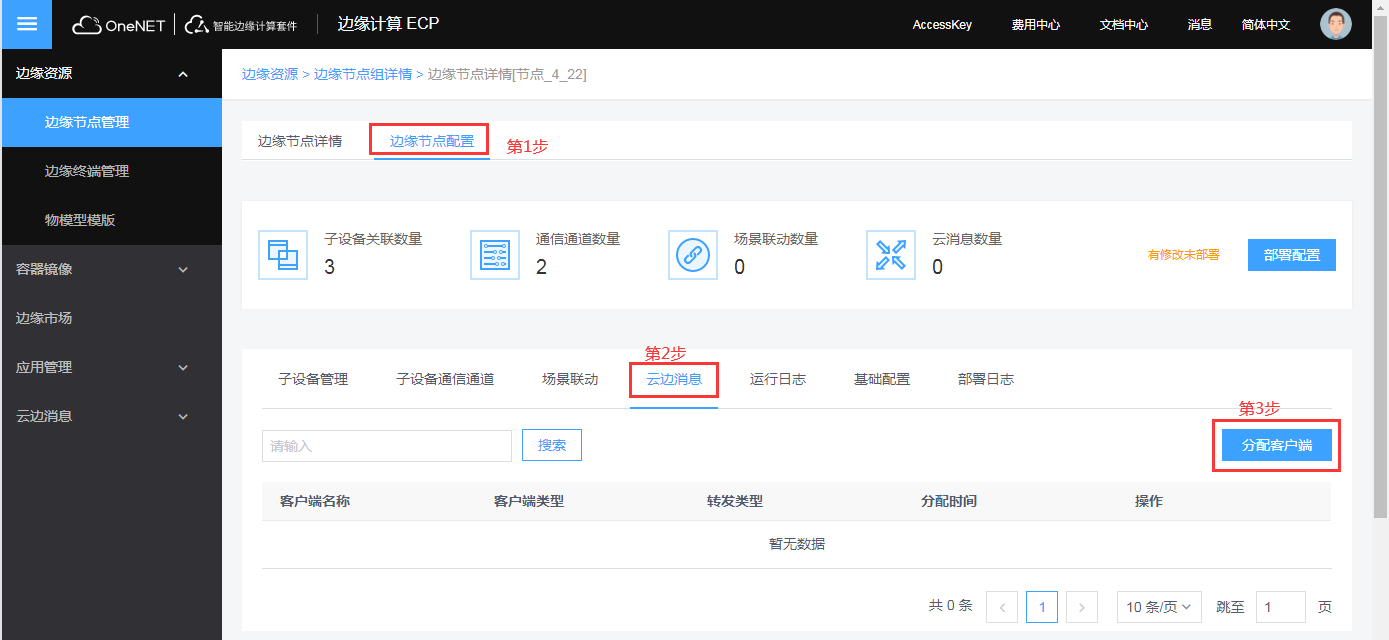 OneNET 智能边缘计算套件 边缘计算 ECP AccessKey 费用中心 文档中心 消息 简体中文
边缘资源
边缘节点管理
边缘终端管理
物模型模版
容器镜像
边缘市场
应用管理
云边消息
边缘资源 > 边缘节点组详情 > 边缘节点详情[节点_4_22]
边缘节点详情 边缘节点配置 第1步
子设备关联数量 通信通道数量 场景联动数量 云消息数量
3 2 0 0
有修改未部署 部署配置
第2步
子设备管理 子设备通信通道 场景联动 云边消息 运行日志 基础配置 部署日志
第3步
请输入 搜索 分配客户端
客户端名称 客户端类型 转发类型 分配时间 操作
暂无数据
共 0 条 < 1 > 10 条/页 跳至 1 页